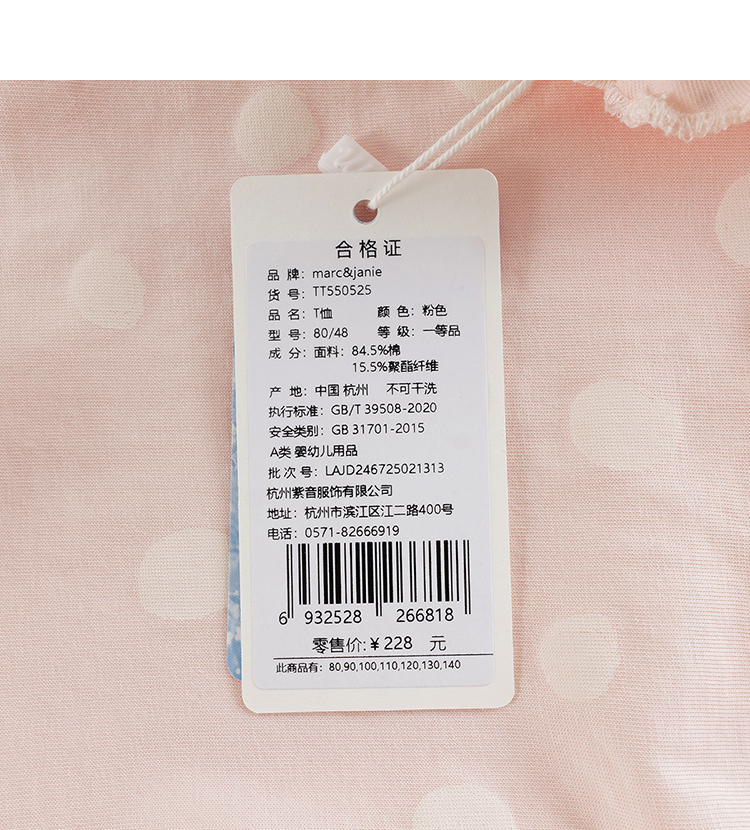 合格证
品 牌：marc&janie
货 号：TT550525
品 名：T恤 颜 色：粉色
型 号：80/48 等 级：一等品
成 分：面料：84.5%棉
15.5%聚酯纤维
产 地：中国 杭州 不可干洗
执行标准：GB/T 39508-2020
安全类别：GB 31701-2015
A类 婴幼儿用品
批 次 号：LAJD246725021313
杭州紫音服饰有限公司
地址：杭州市滨江区江二路400号
电话：0571-82666919
6 932528 266818
零售价:￥228 元
此商品有：80,90,100,110,120,130,140